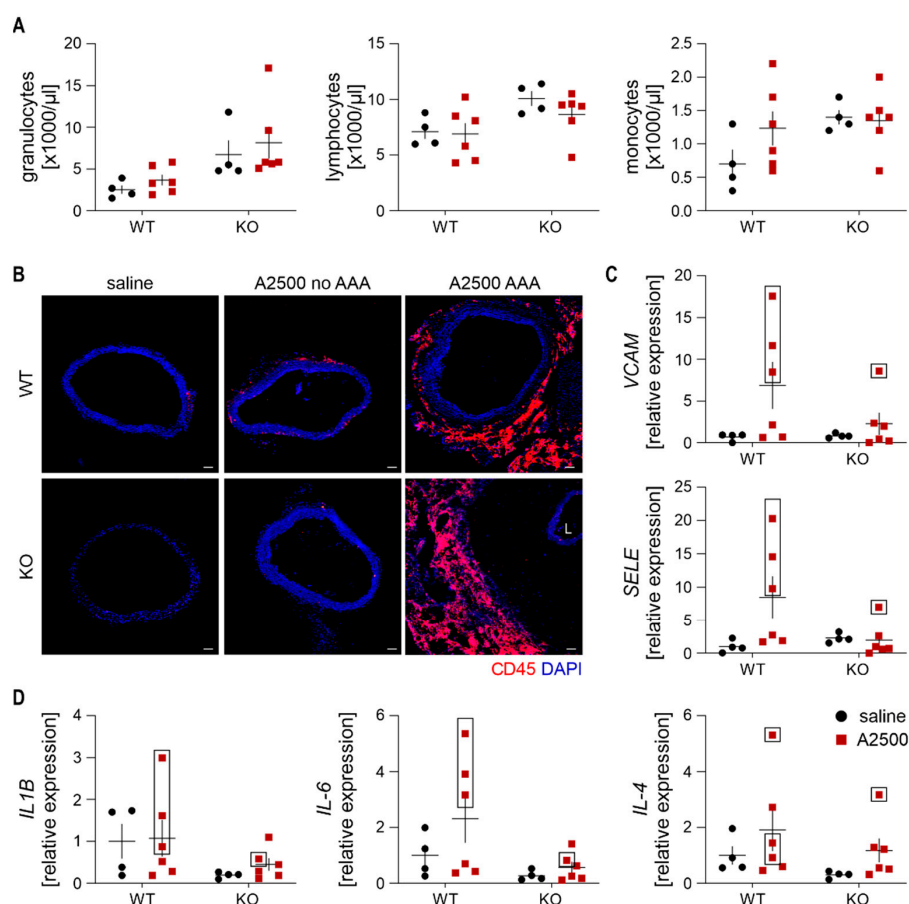 A
granulocytes
[x1000/µl]
20
15
10
5
0
WT KO
lymphocytes
[x1000/µl]
15
10
5
0
WT KO
monocytes
[x1000/µl]
2.5
2.0
1.5
1.0
0.5
0.0
WT KO
B
saline A2500 no AAA A2500 AAA
WT
KO
L
CD45 DAPI
C
VCAM
[relative expression]
20
15
10
5
0
WT KO
SELE
[relative expression]
25
20
15
10
5
0
WT KO
D
IL1B
[relative expression]
4
3
2
1
0
WT KO
IL-6
[relative expression]
6
4
2
0
WT KO
IL-4
[relative expression]
6
4
2
0
WT KO
saline
A2500